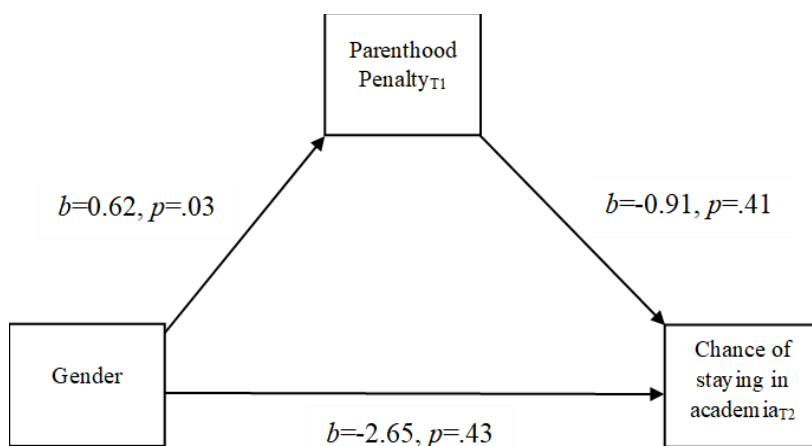 Parenthood
PenaltyT1
b=0.62, p=.03
b=-0.91, p=.41
Gender
Chance of
staying in
academiaT2
b=-2.65, p=.43